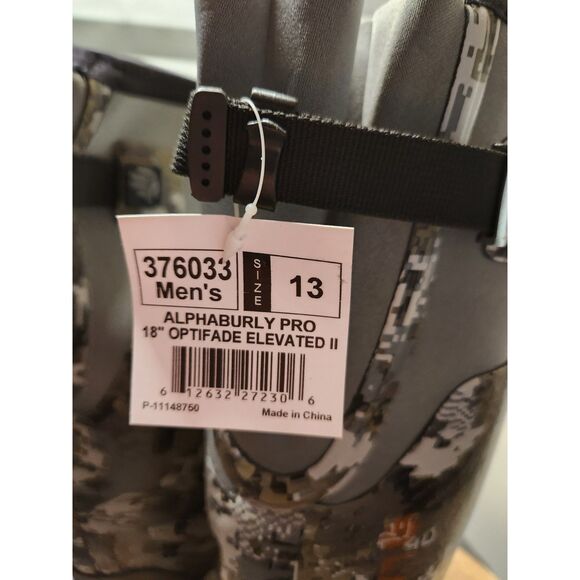 376033
Men's
SIZE
13
ALPHABURLY PRO
18" OPTIFADE ELEVATED II
6 12632 27230 6
P-11148750
Made in China